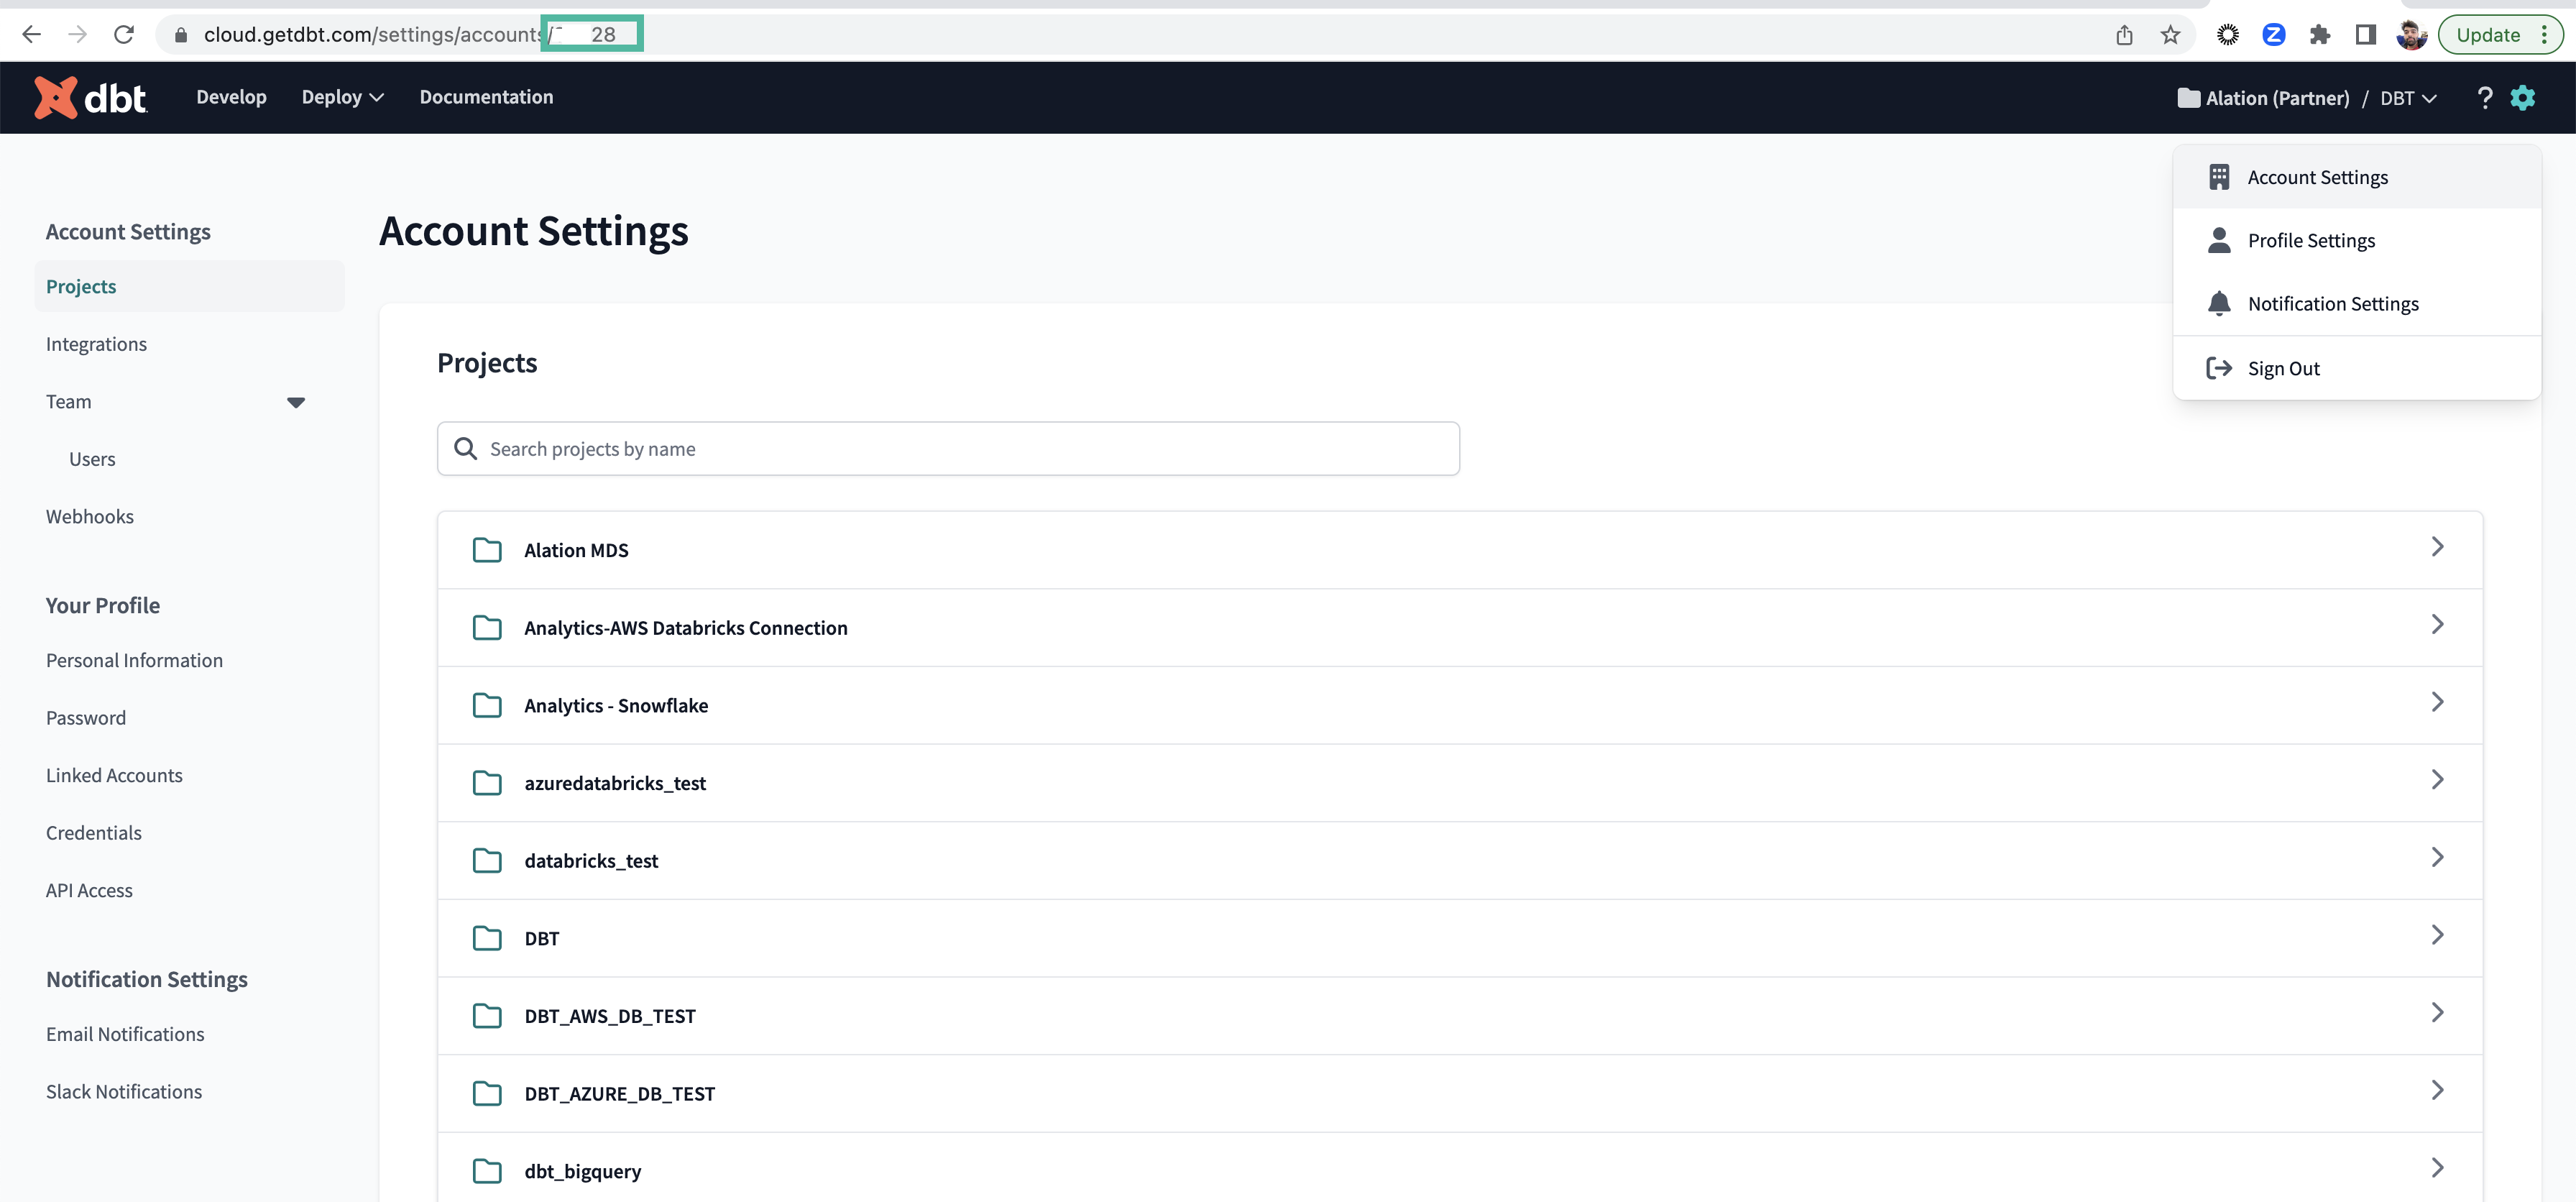 cloud.getdbt.com/settings/accounts/ 28
Update
dbt
Develop
Deploy
Documentation
Alation (Partner) / DBT
?
Account Settings
Profile Settings
Notification Settings
Sign Out
Account Settings
Projects
Integrations
Team
Users
Webhooks
Your Profile
Personal Information
Password
Linked Accounts
Credentials
API Access
Notification Settings
Email Notifications
Slack Notifications
Account Settings
Projects
Search projects by name
Alation MDS
Analytics-AWS Databricks Connection
Analytics - Snowflake
azuredatabricks_test
databricks_test
DBT
DBT_AWS_DB_TEST
DBT_AZURE_DB_TEST
dbt_bigquery